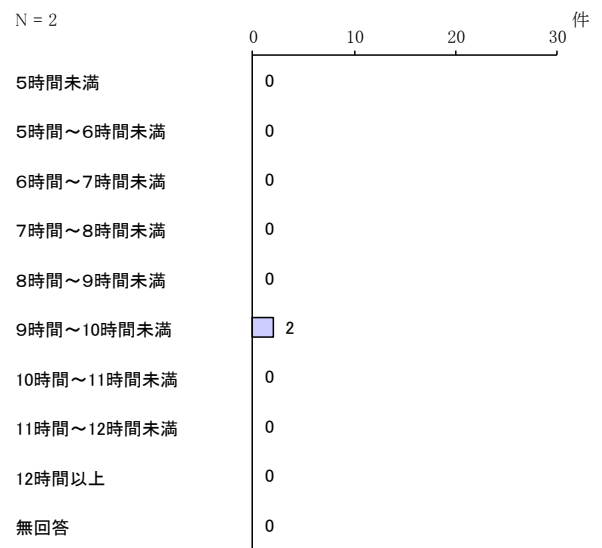 N = 2
件
0 10 20 30
5時間未満 0
5時間～6時間未満 0
6時間～7時間未満 0
7時間～8時間未満 0
8時間～9時間未満 0
9時間～10時間未満 2
10時間～11時間未満 0
11時間～12時間未満 0
12時間以上 0
無回答 0